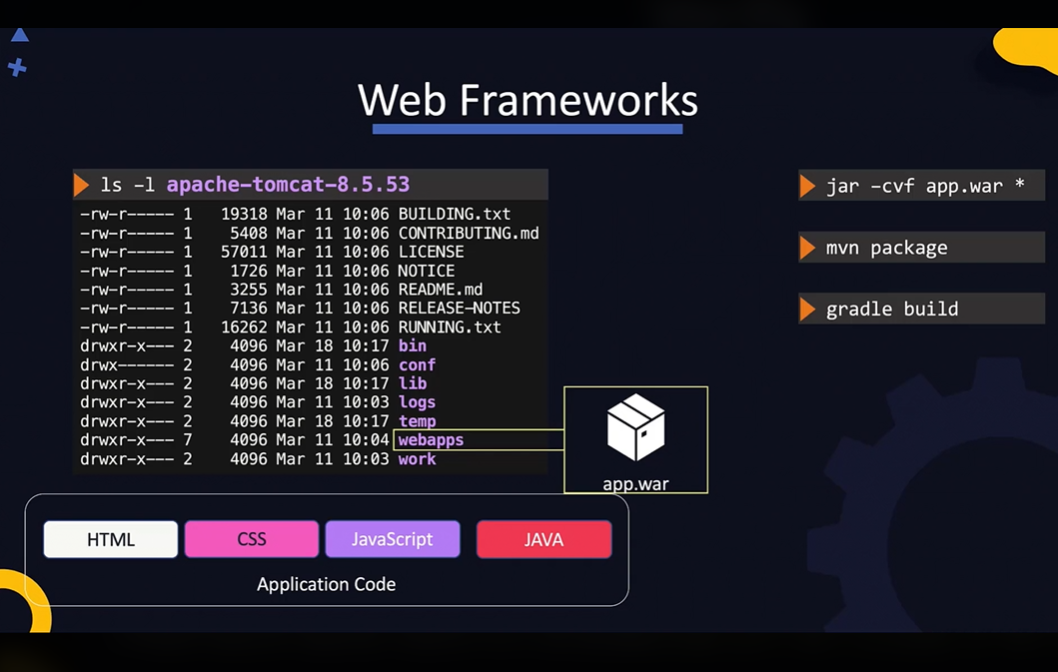 Web Frameworks
ls -l apache-tomcat-8.5.53
-rw-r----- 1 19318 Mar 11 10:06 BUILDING.txt
-rw-r----- 1 5408 Mar 11 10:06 CONTRIBUTING.md
-rw-r----- 1 57011 Mar 11 10:06 LICENSE
-rw-r----- 1 1726 Mar 11 10:06 NOTICE
-rw-r----- 1 3255 Mar 11 10:06 README.md
-rw-r----- 1 7136 Mar 11 10:06 RELEASE-NOTES
-rw-r----- 1 16262 Mar 11 10:06 RUNNING.txt
drwxr-x--- 2 4096 Mar 18 10:17 bin
drwx------ 2 4096 Mar 11 10:06 conf
drwxr-x--- 2 4096 Mar 18 10:17 lib
drwxr-x--- 2 4096 Mar 11 10:03 logs
drwxr-x--- 2 4096 Mar 18 10:17 temp
drwxr-x--- 7 4096 Mar 11 10:04 webapps
drwxr-x--- 2 4096 Mar 11 10:03 work
app.war
HTML CSS JavaScript JAVA
Application Code
jar -cvf app.war *
mvn package
gradle build